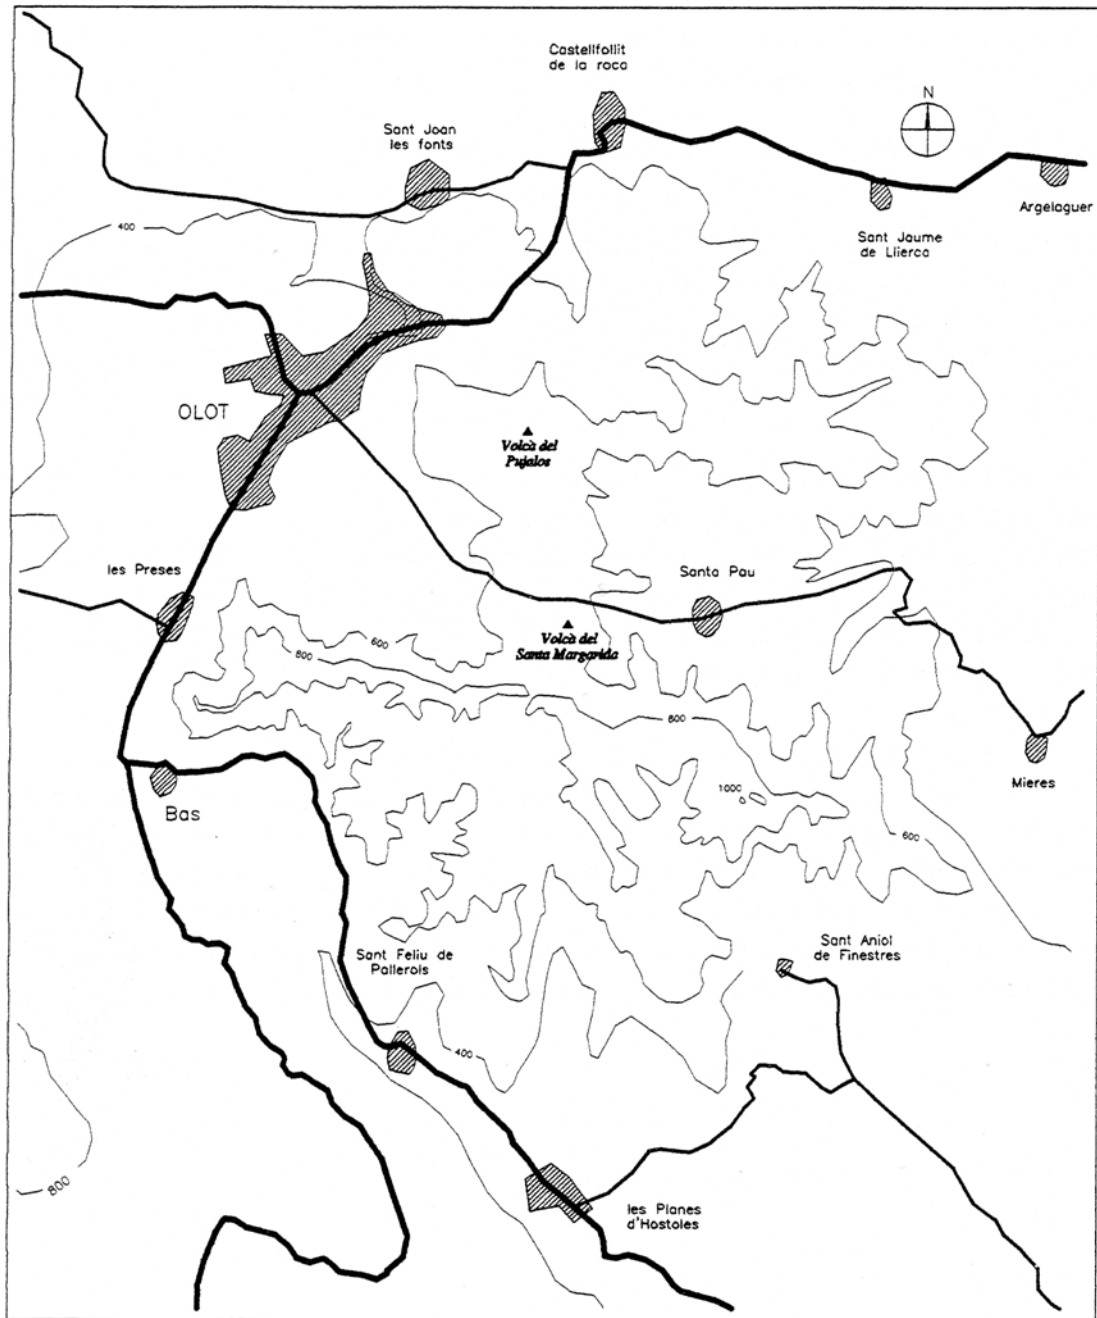 Castellfollit
de la roca
N
Sant Joan
les fonts
Argelaguer
Sant Jaume
de Llierca
400
OLOT
Volcà del
Pujalos
les Preses
Santa Pau
Volcà del
Santa Margarida
600
800
800
1000
Mieres
Bas
600
Sant Aniol
de Finestres
Sant Feliu de
Pallerols
400
800
les Planes
d'Hostoles